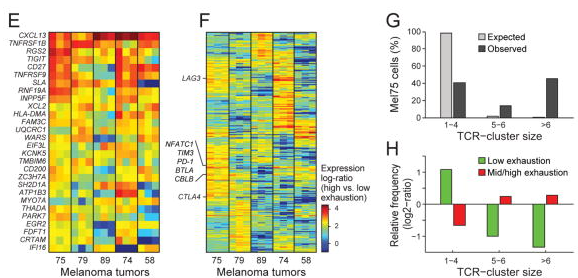 E
CXCL13
TNFRSF1B
RGS2
TIGIT
CD27
TNFRSF9
SLA
RNF19A
INPP5F
XCL2
HLA-DMA
FAM3C
UQCRC1
WARS
EIF3L
KCNK5
TMBIM6
CD200
ZC3H7A
SH2D1A
ATP1B3
MYO7A
THADA
PARK7
EGR2
FDFT1
CRTAM
IFI16
75 79 89 74 58
Melanoma tumors
F
LAG3
NFATC1
TIM3
PD-1
BTLA
CBLB
CTLA4
75 79 89 74 58
Melanoma tumors
Expression
log-ratio
(high vs. low
exhaustion)
4
2
0
G
Mel75 cells (%)
100
80
60
40
20
0
Expected
Observed
1−4 5−6 >6
TCR−cluster size
H
Relative frequency
(log2−ratio)
1
0
−1
Low exhaustion
Mid/high exhaustion
1−4 5−6 >6
TCR−cluster size